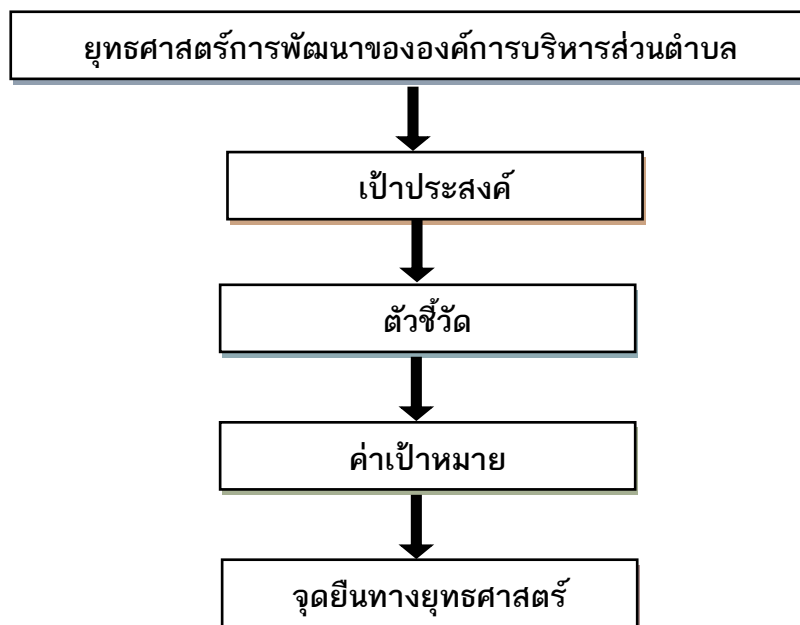 ยุทธศาสตร์การพัฒนาขององค์การบริหารส่วนตำบล
เป้าประสงค์
ตัวชี้วัด
ค่าเป้าหมาย
จุดยืนทางยุทธศาสตร์